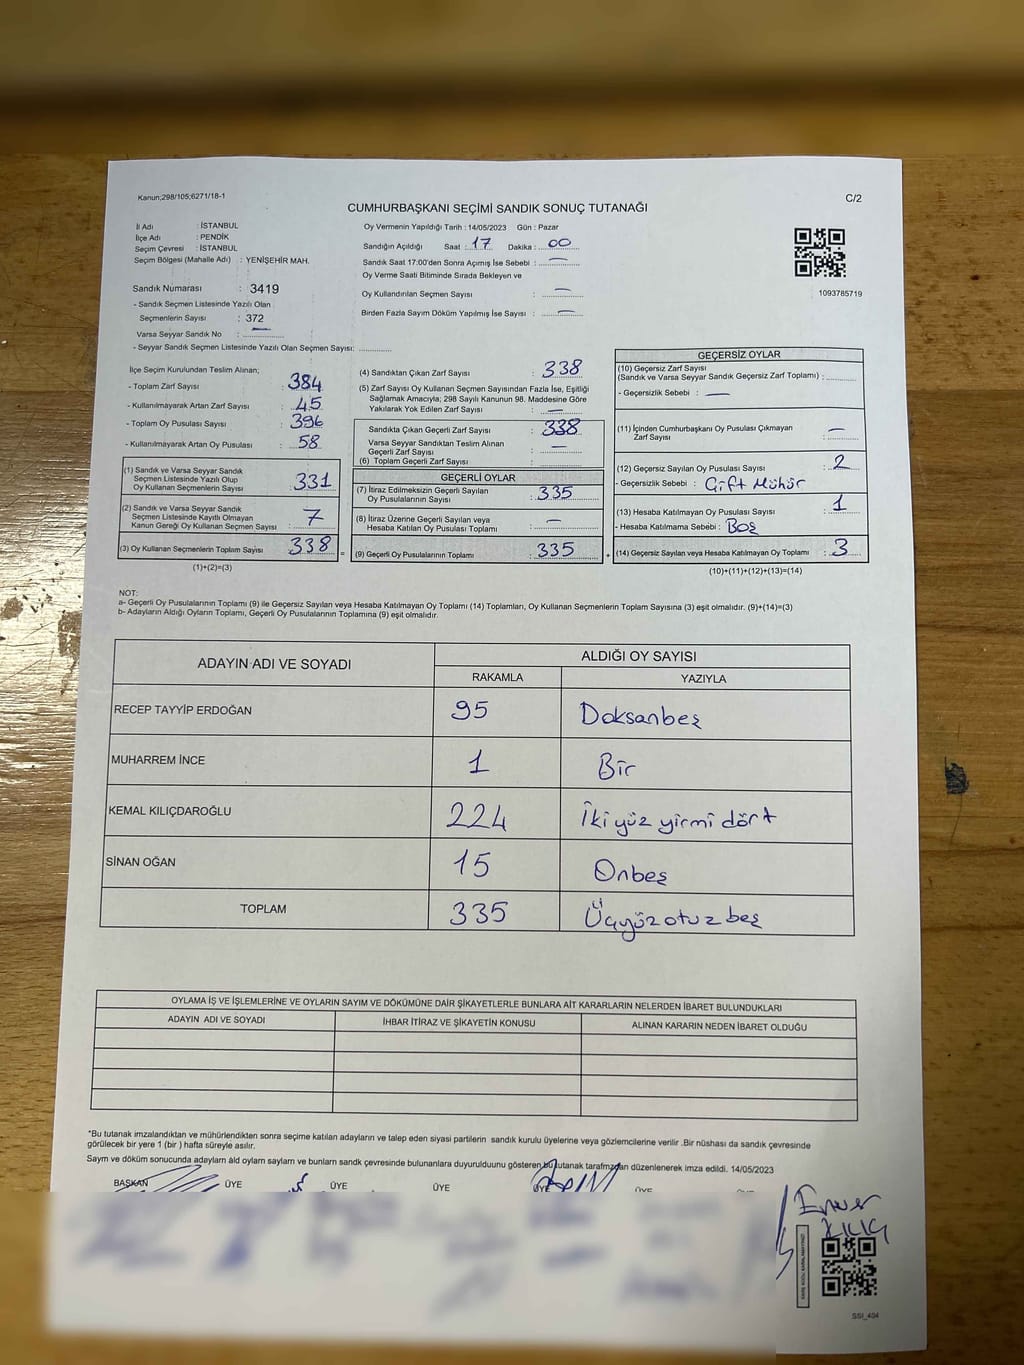 Kanun;298/105;6271/18-1
C/2
CUMHURBAŞKANI SEÇİMİ SANDIK SONUÇ TUTANAĞI
İl Adı : İSTANBUL
İlçe Adı : PENDİK
Seçim Çevresi : İSTANBUL
Seçim Bölgesi (Mahalle Adı) : YENİŞEHİR MAH.
Sandık Numarası : 3419
- Sandık Seçmen Listesinde Yazılı Olan
Seçmenlerin Sayısı : 372
Varsa Seyyar Sandık No : —
- Seyyar Sandık Seçmen Listesinde Yazılı Olan Seçmen Sayısı:
Oy Vermenin Yapıldığı Tarih : 14/05/2023 Gün : Pazar
Sandığın Açıldığı Saat : 17 Dakika : 00
Sandık Saat 17:00'den Sonra Açımış İse Sebebi : —
Oy Verme Saati Bitiminde Sırada Bekleyen ve
Oy Kullandırılan Seçmen Sayısı : —
Birden Fazla Sayım Döküm Yapılmış İse Sayısı : —
1093785719
İlçe Seçim Kurulundan Teslim Alınan;
- Toplam Zarf Sayısı : 384
- Kullanılmayarak Artan Zarf Sayısı : 45
- Toplam Oy Pusulası Sayısı : 396
- Kullanılmayarak Artan Oy Pusulası : 58
(1) Sandık ve Varsa Seyyar Sandık
Seçmen Listesinde Yazılı Olup
Oy Kullanan Seçmenlerin Sayısı : 331
(2) Sandık ve Varsa Seyyar Sandık
Seçmen Listesinde Kayıtlı Olmayan
Kanun Gereği Oy Kullanan Seçmen Sayısı : 7
(3) Oy Kullanan Seçmenlerin Toplam Sayısı : 338
(1)+(2)=(3)
(4) Sandıktan Çıkan Zarf Sayısı : 338
(5) Zarf Sayısı Oy Kullanan Seçmen Sayısından Fazla İse, Eşitliği
Sağlamak Amacıyla; 298 Sayılı Kanunun 98. Maddesine Göre
Yakılarak Yok Edilen Zarf Sayısı : —
Sandıkta Çıkan Geçerli Zarf Sayısı : 338
Varsa Seyyar Sandıktan Teslim Alınan
Geçerli Zarf Sayısı : —
(6) Toplam Geçerli Zarf Sayısı :
GEÇERLİ OYLAR
(7) İtiraz Edilmeksizin Geçerli Sayılan
Oy Pusulalarının Sayısı : 335
(8) İtiraz Üzerine Geçerli Sayılan veya
Hesaba Katılan Oy Pusulası Toplamı : —
(9) Geçerli Oy Pusulalarının Toplamı : 335
GEÇERSİZ OYLAR
(10) Geçersiz Zarf Sayısı
(Sandık ve Varsa Seyyar Sandık Geçersiz Zarf Toplamı) :
- Geçersizlik Sebebi : —
(11) İçinden Cumhurbaşkanı Oy Pusulası Çıkmayan
Zarf Sayısı : —
(12) Geçersiz Sayılan Oy Pusulası Sayısı : 2
- Geçersizlik Sebebi : Çift Mühür
(13) Hesaba Katılmayan Oy Pusulası Sayısı : 1
- Hesaba Katılmama Sebebi : Boş
(14) Geçersiz Sayılan veya Hesaba Katılmayan Oy Toplamı : 3
(10)+(11)+(12)+(13)=(14)
NOT:
a- Geçerli Oy Pusulalarının Toplamı (9) ile Geçersiz Sayılan veya Hesaba Katılmayan Oy Toplamı (14) Toplamları, Oy Kullanan Seçmenlerin Toplam Sayısına (3) eşit olmalıdır. (9)+(14)=(3)
b- Adayların Aldığı Oyların Toplamı, Geçerli Oy Pusulalarının Toplamına (9) eşit olmalıdır.
ADAYIN ADI VE SOYADI
ALDIĞI OY SAYISI
RAKAMLA YAZIYLA
RECEP TAYYİP ERDOĞAN 95 Doksanbeş
MUHARREM İNCE 1 Bir
KEMAL KILIÇDAROĞLU 224 İkiyüz yirmi dört
SİNAN OĞAN 15 Onbeş
TOPLAM 335 Üçyüzotuzbeş
OYLAMA İŞ VE İŞLEMLERİNE VE OYLARIN SAYIM VE DÖKÜMÜNE DAİR ŞİKAYETLERLE BUNLARA AİT KARARLARIN NELERDEN İBARET BULUNDUKLARI
ADAYIN ADI VE SOYADI İHBAR İTİRAZ VE ŞİKAYETİN KONUSU ALINAN KARARIN NEDEN İBARET OLDUĞU
*Bu tutanak imzalandıktan ve mühürlendikten sonra seçime katılan adayların ve talep eden siyasi partilerin sandık kurulu üyelerine veya gözlemcilerine verilir .Bir nüshası da sandık çevresinde
görülecek bir yere 1 (bir ) hafta süreyle asılır.
Sayım ve döküm sonucunda adayların ald oyların sayıların ve bunların sandık çevresinde bulunanlara duyurulduunu gösteren bu tutanak tarafımızdan düzenlenerek imza edildi. 14/05/2023
BAŞKAN ÜYE ÜYE ÜYE ÜYE ÜYE
Enver
KILIÇ
SSI_404